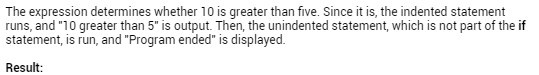 The expression determines whether 10 is greater than five. Since it is, the indented statement
runs, and "10 greater than 5" is output. Then, the unindented statement, which is not part of the if
statement, is run, and "Program ended" is displayed.
Result: